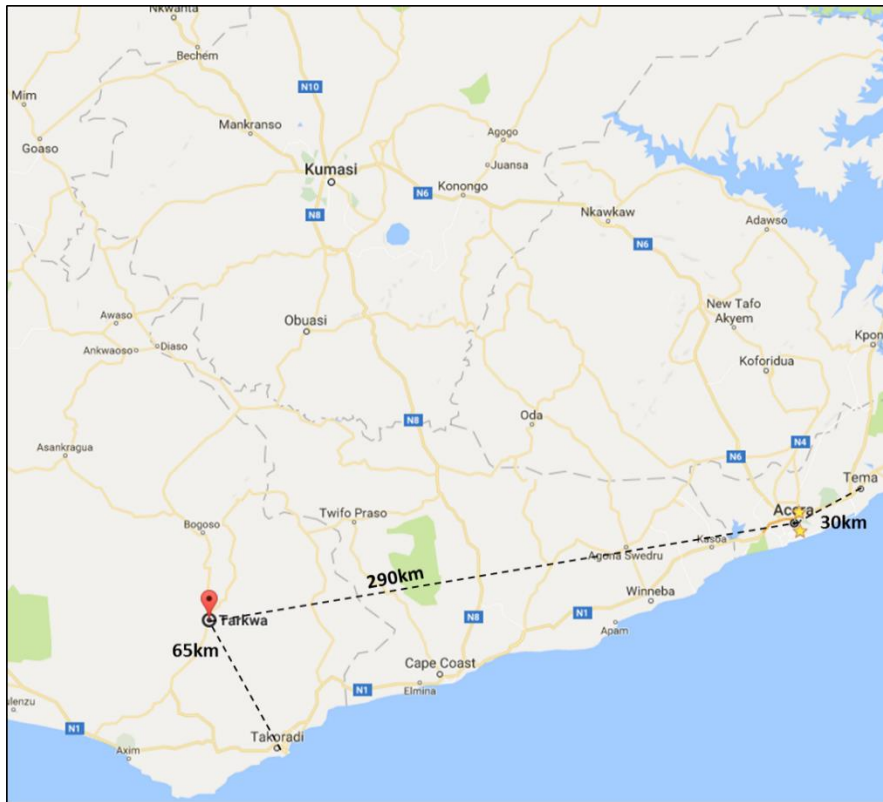 Nkwanta
Bechem
Mim
N10
Mankranso
Goaso
Agogo
Juansa
Kumasi
Konongo
N6
N8
Nkawkaw
Adawso
N6
New Tafo
Akyem
Awaso
Obuasi
Kpon
Ankwaoso
Diaso
Koforidua
Oda
N8
Asankragua
N4
N6
Tema
Twifo Praso
Accra
30km
Bogoso
Kasoa
Agona Swedru
290km
Winneba
Tarkwa
N8
N1
Apam
65km
Cape Coast
Elmina
N1
ulenzu
N1
Takoradi
Axim